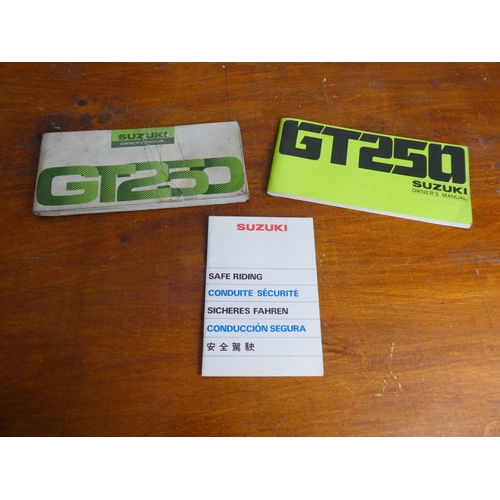 SUZUKI
OWNER'S MANUAL
GT250
GT250
SUZUKI
OWNER'S MANUAL
SUZUKI
SAFE RIDING
CONDUITE-SÉCURITÉ
SICHERES FAHREN
CONDUCCIÓN SEGURA
安全駕駛